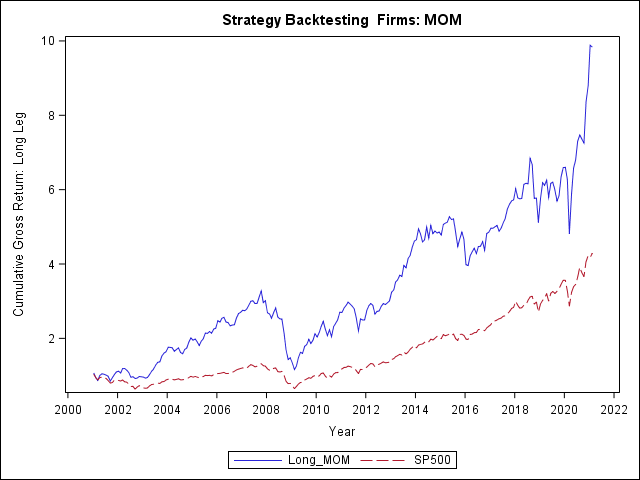 Strategy Backtesting  Firms: MOM
Cumulative Gross Return: Long Leg
10
8
6
4
2
2000 2002 2004 2006 2008 2010 2012 2014 2016 2018 2020 2022
Year
Long_MOM SP500